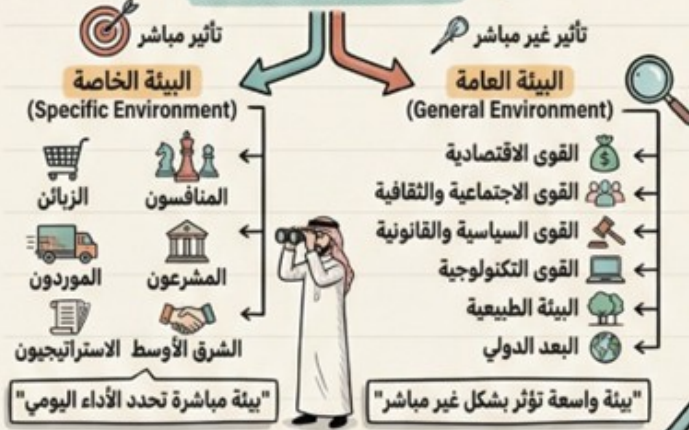 تأثير غير مباشر
البيئة العامة
(General Environment)
القوى الاقتصادية
القوى الاجتماعية والثقافية
القوى السياسية والقانونية
القوى التكنولوجية
البيئة الطبيعية
البعد الدولي
"بيئة واسعة تؤثر بشكل غير مباشر"
تأثير مباشر
البيئة الخاصة
(Specific Environment)
المنافسون
الزبائن
المشرعون
الموردون
الشرق الأوسط
الاستراتيجيون
"بيئة مباشرة تحدد الأداء اليومي"